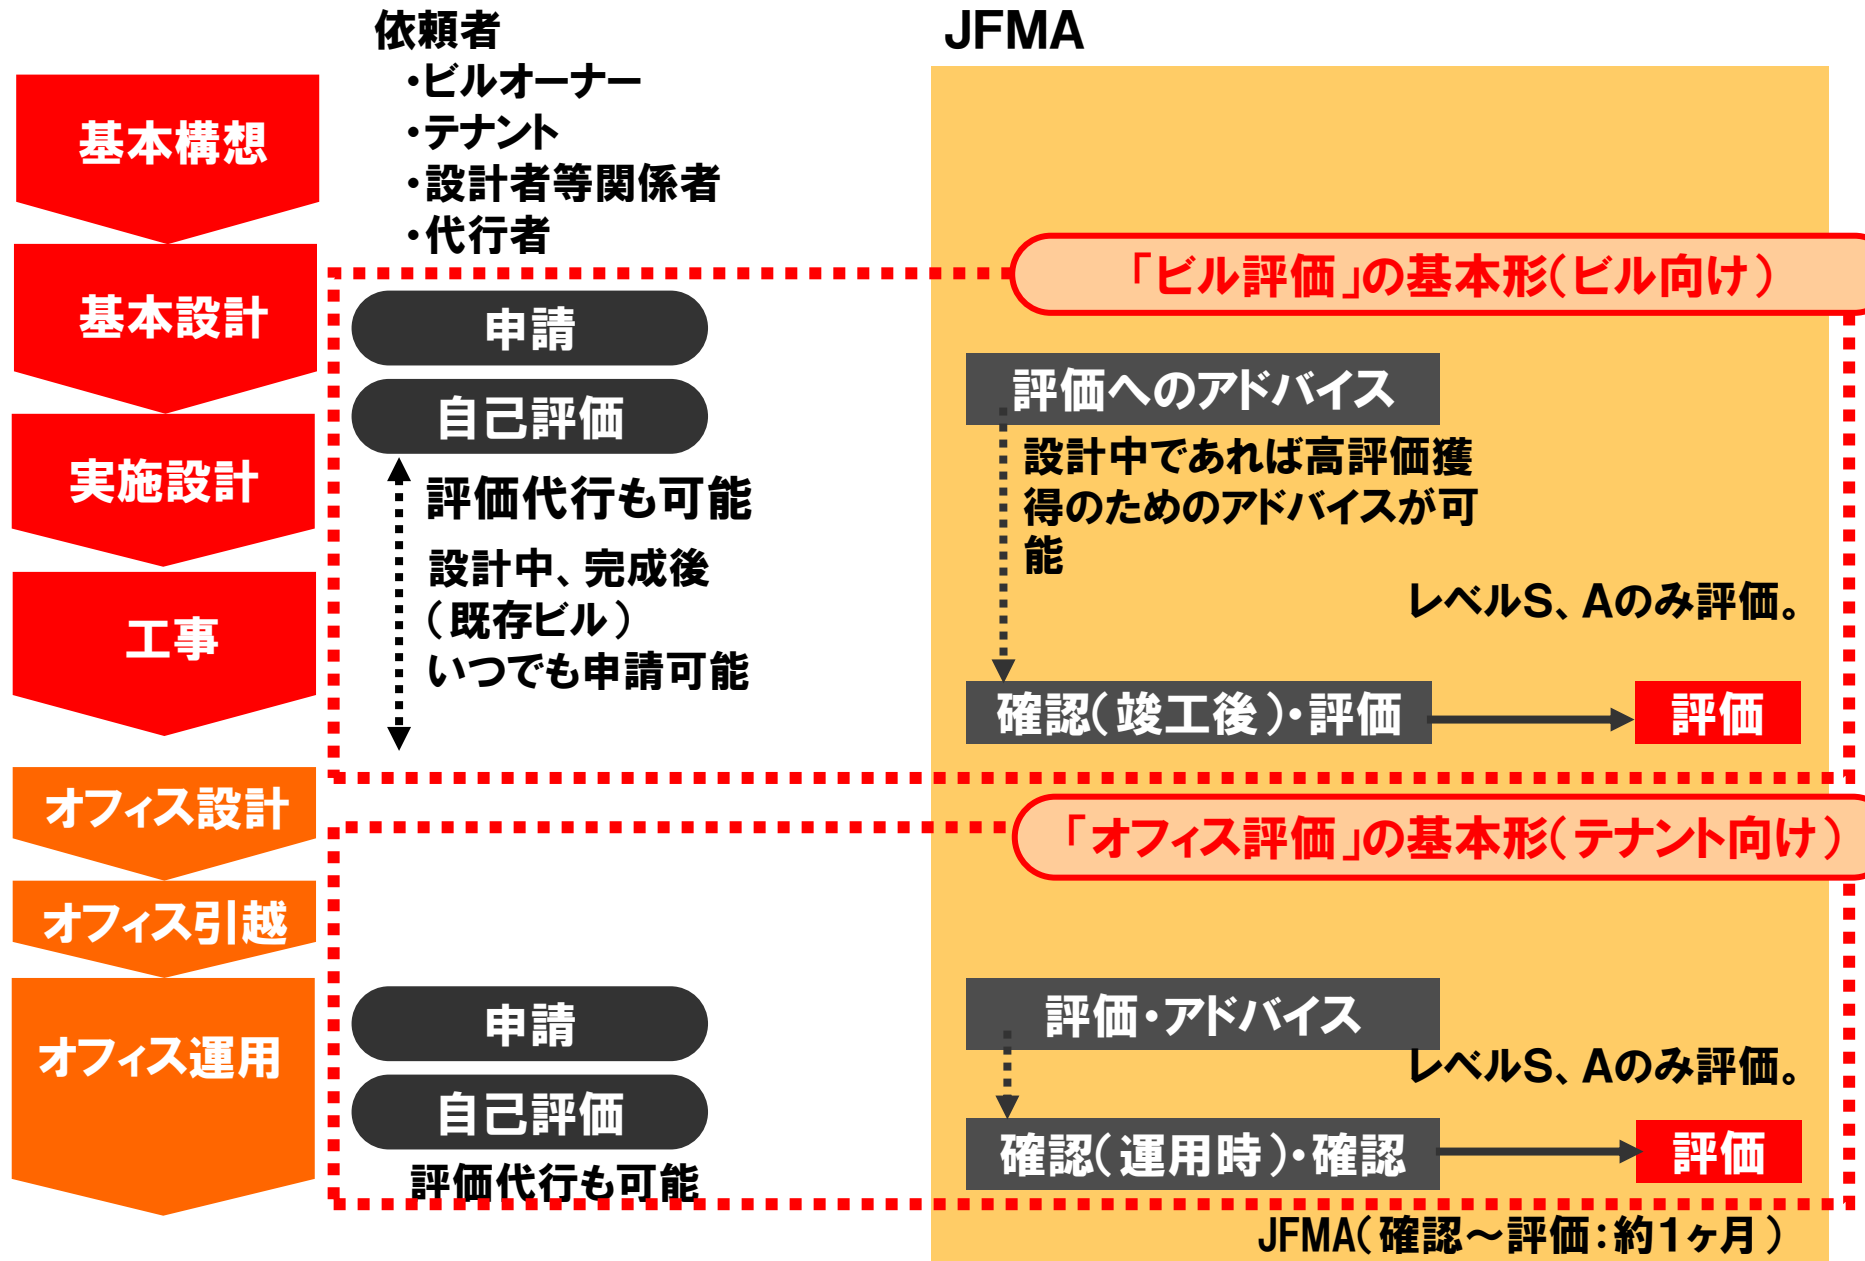 依頼者
・ビルオーナー
・テナント
・設計者等関係者
・代行者
JFMA
基本構想
基本設計
実施設計
工事
オフィス設計
オフィス引越
オフィス運用
「ビル評価」の基本形(ビル向け)
申請
自己評価
評価代行も可能
設計中、完成後
(既存ビル)
いつでも申請可能
評価へのアドバイス
設計中であれば高評価獲
得のためのアドバイスが可
能
レベルS、Aのみ評価。
確認(竣工後)・評価
評価
「オフィス評価」の基本形(テナント向け)
申請
自己評価
評価代行も可能
評価・アドバイス
レベルS、Aのみ評価。
確認(運用時)・確認
評価
JFMA(確認～評価:約1ヶ月)